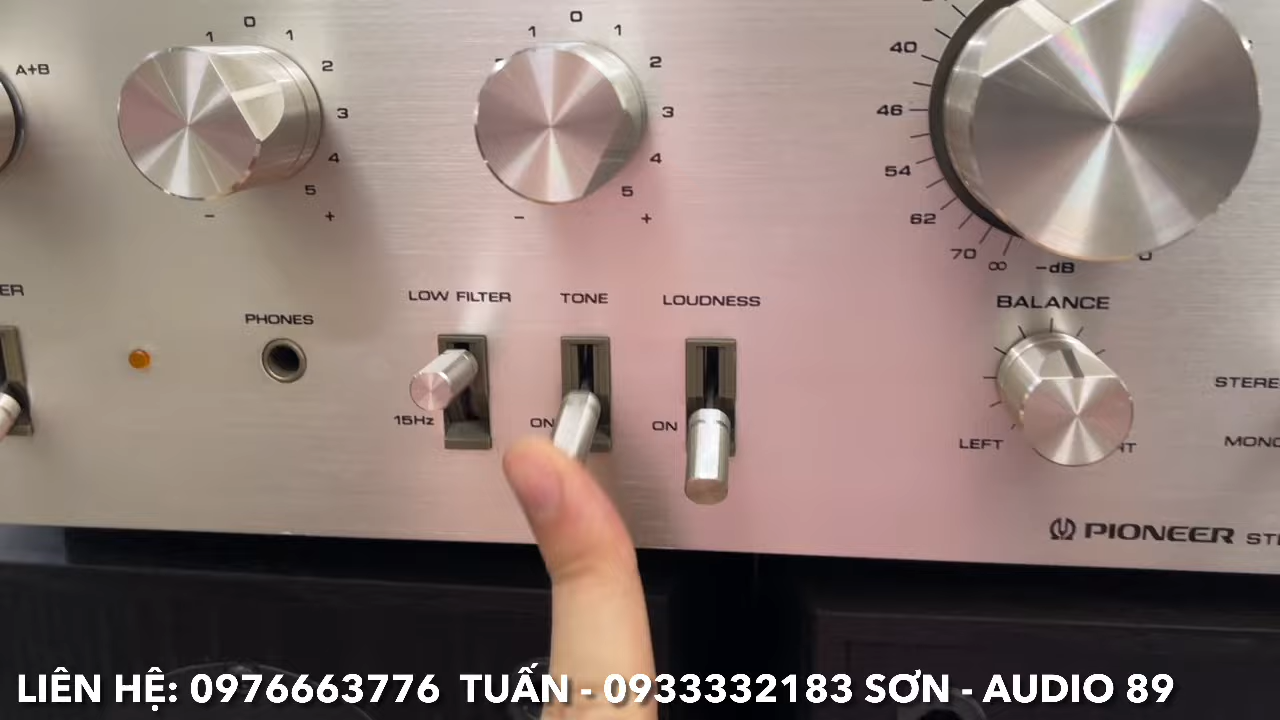 A+B
1 0 1 2 3 4 5 - +
1 0 1 2 3 4 5 - +
40
46
54
62
70
∞ -dB 0
LOW FILTER TONE LOUDNESS
PHONES
BALANCE
15Hz ON ON
LEFT
STERE
MONO
PIONEER
LIÊN HỆ: 0976663776 TUẤN - 0933332183 SƠN - AUDIO 89